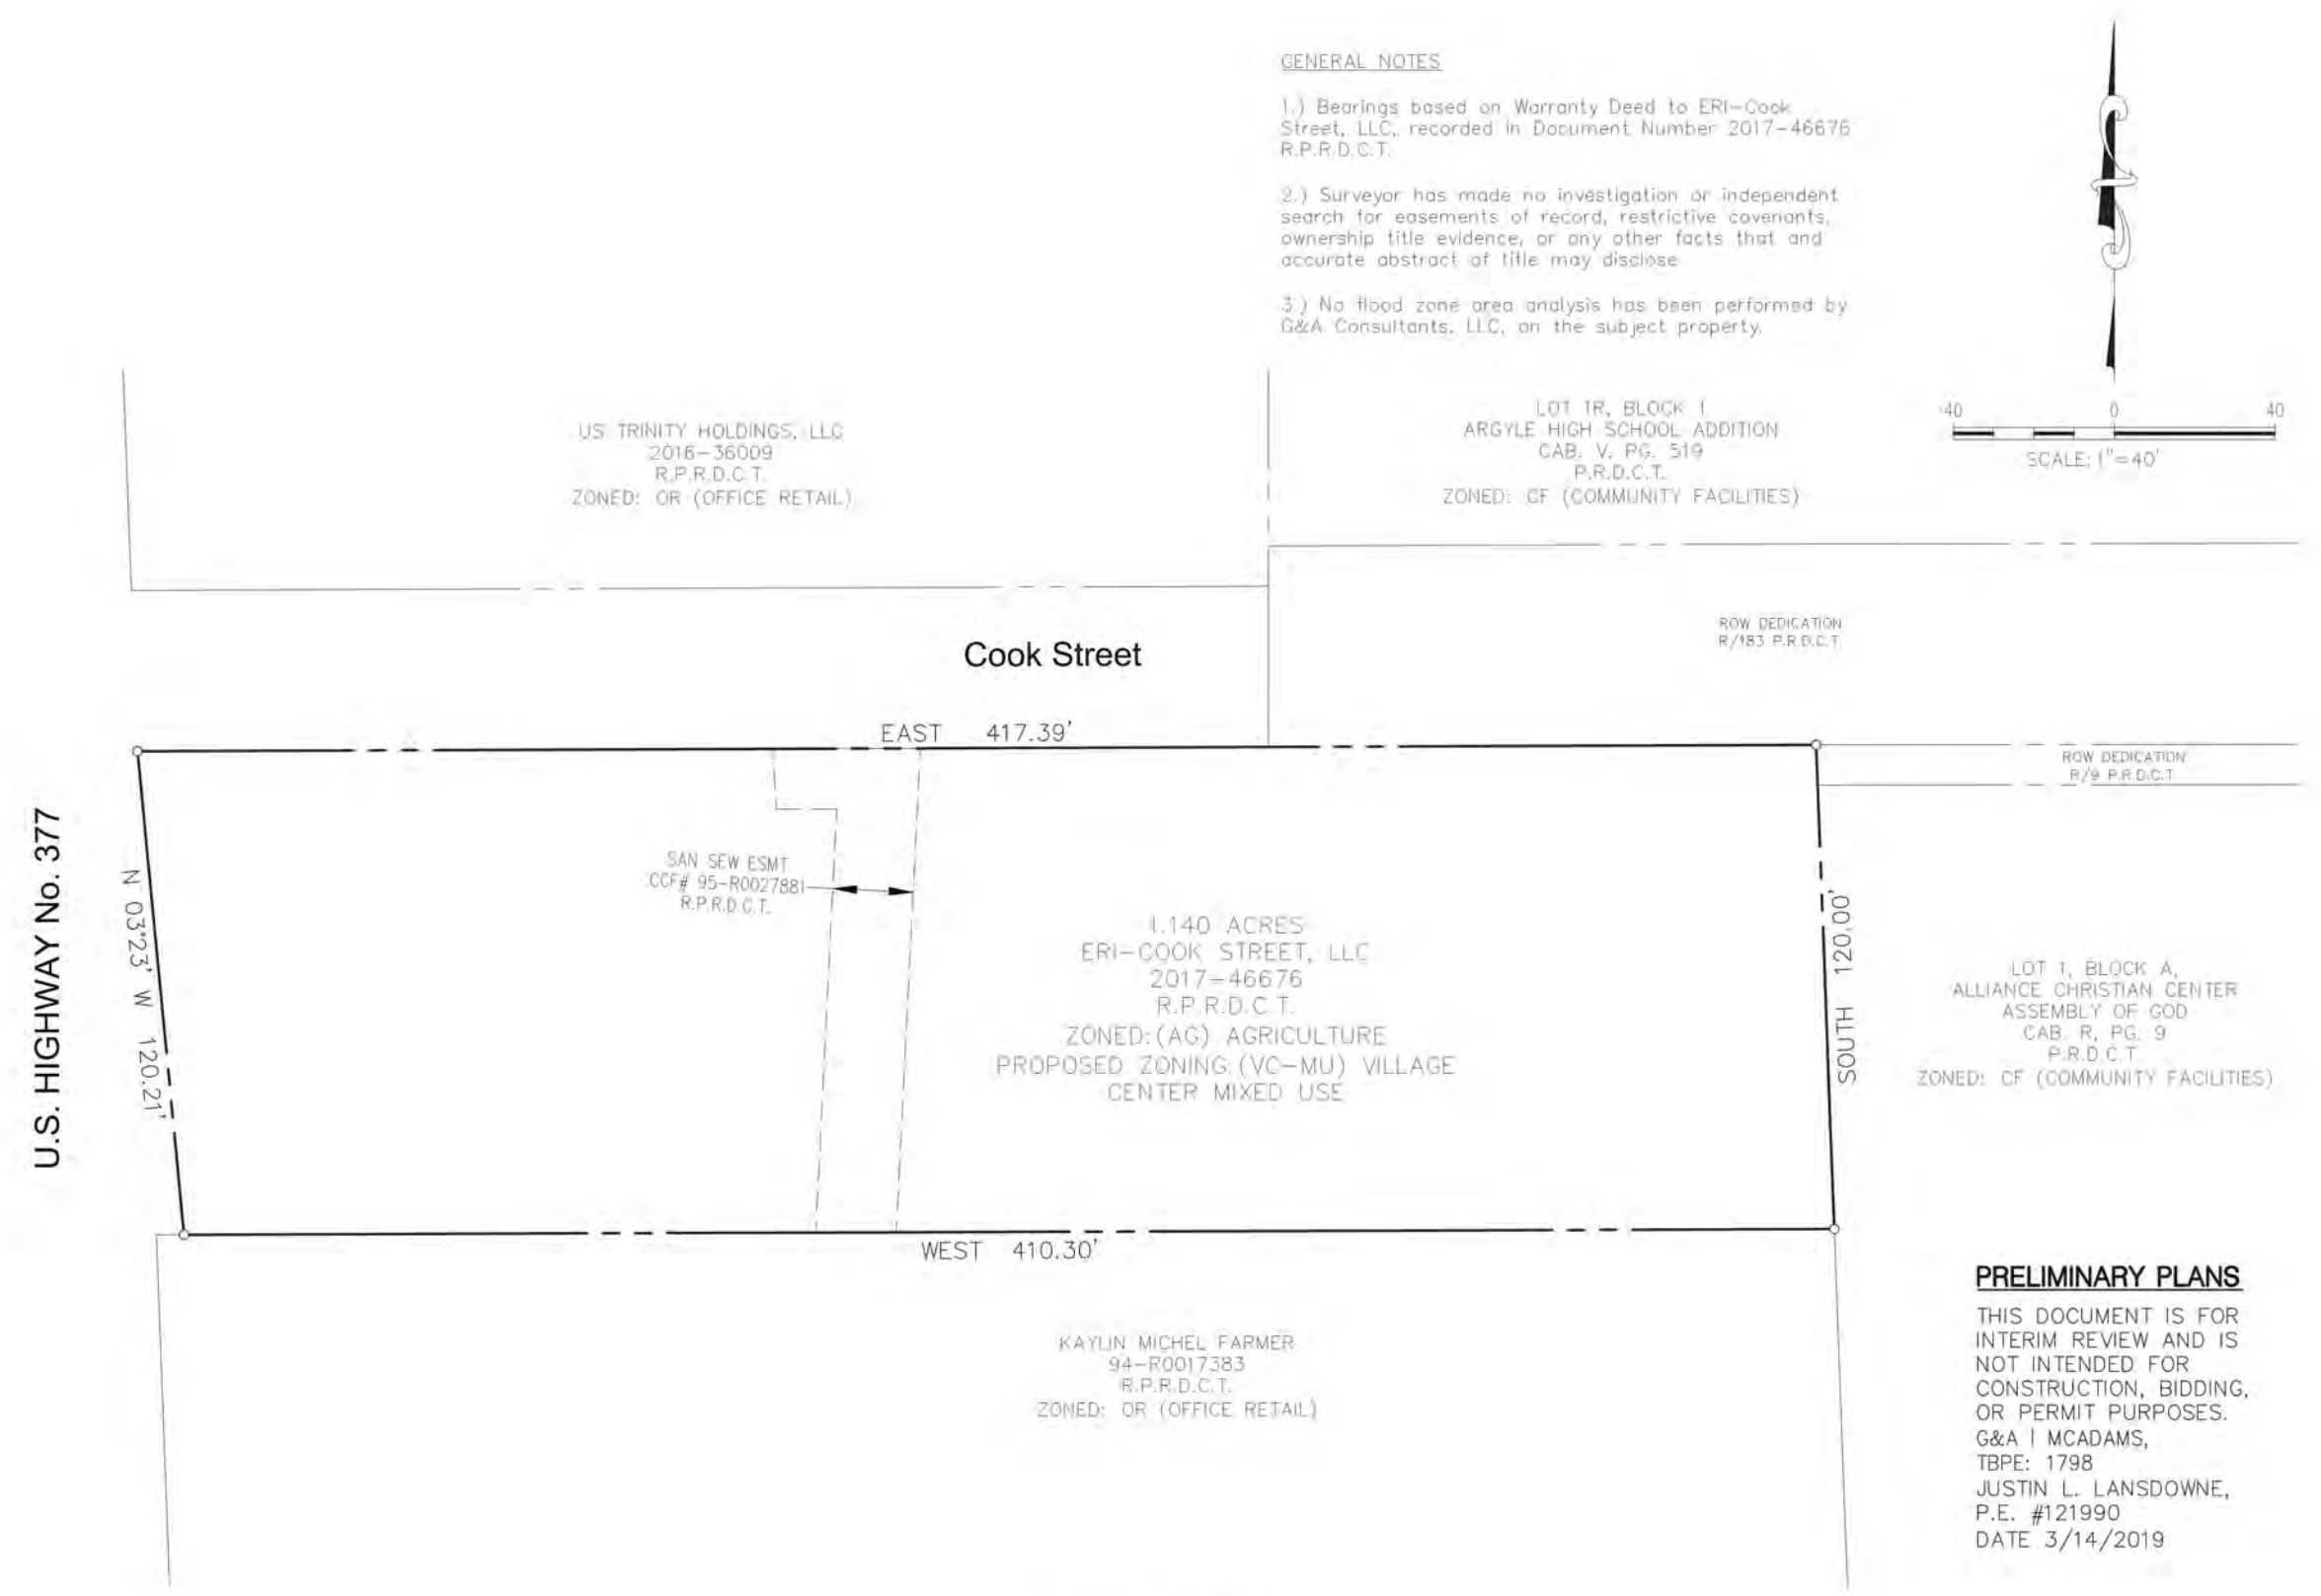 GENERAL NOTES
1.) Bearings based on Warranty Deed to ERI-Cook
Street, LLC, recorded in Document Number 2017-46676
R.P.R.D.C.T.
2.) Surveyor has made no investigation or independent
search for easements of record, restrictive covenants,
ownership title evidence, or any other facts that and
accurate abstract of title may disclose
3.) No flood zone area analysis has been performed by
G&A Consultants, LLC, on the subject property.
40 0 40
SCALE: 1"=40'
US TRINITY HOLDINGS, LLC
2016-36009
R.P.R.D.C.T.
ZONED: OR (OFFICE RETAIL)
LOT 1R, BLOCK 1
ARGYLE HIGH SCHOOL ADDITION
CAB. V, PG. 519
P.R.D.C.T.
ZONED: CF (COMMUNITY FACILITIES)
ROW DEDICATION
R/183 P.R.D.C.T.
Cook Street
EAST 417.39'
ROW DEDICATION
R/9 P.R.D.C.T.
U.S. HIGHWAY No. 377
N 03°23' W 120.21'
SAN SEW ESMT
CCF# 95-R0027881
R.P.R.D.C.T.
1.140 ACRES
ERI-COOK STREET, LLC
2017-46676
R.P.R.D.C.T.
ZONED:(AG) AGRICULTURE
PROPOSED ZONING:(VC-MU) VILLAGE
CENTER MIXED USE
SOUTH 120.00'
LOT 1, BLOCK A,
ALLIANCE CHRISTIAN CENTER
ASSEMBLY OF GOD
CAB. R, PG. 9
P.R.D.C.T.
ZONED: CF (COMMUNITY FACILITIES)
WEST 410.30'
KAYLIN MICHEL FARMER
94-R0017383
R.P.R.D.C.T.
ZONED: OR (OFFICE RETAIL)
PRELIMINARY PLANS
THIS DOCUMENT IS FOR
INTERIM REVIEW AND IS
NOT INTENDED FOR
CONSTRUCTION, BIDDING,
OR PERMIT PURPOSES.
G&A | MCADAMS,
TBPE: 1798
JUSTIN L. LANSDOWNE,
P.E. #121990
DATE 3/14/2019